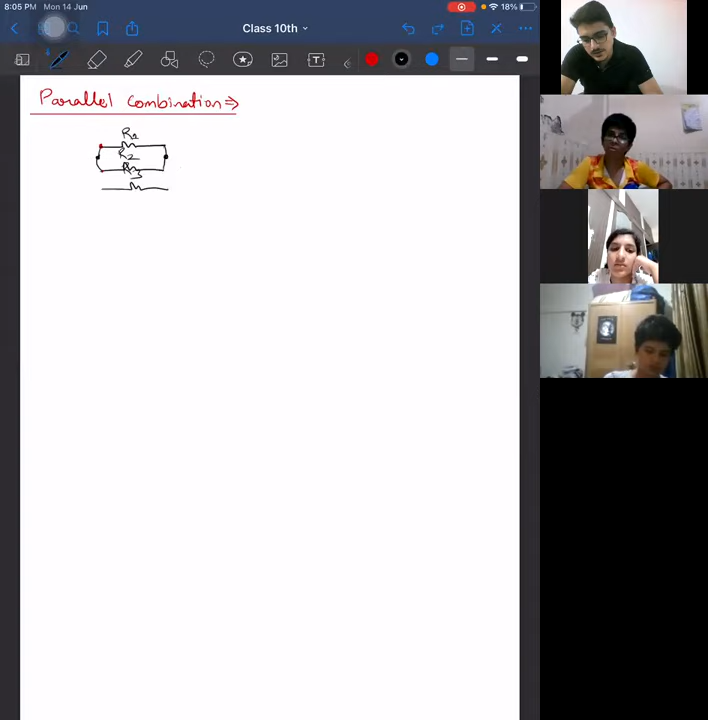 8:05 PM Mon 14 Jun
18%
Class 10th
T
Parallel Combination ⇒
R1
R2
R3